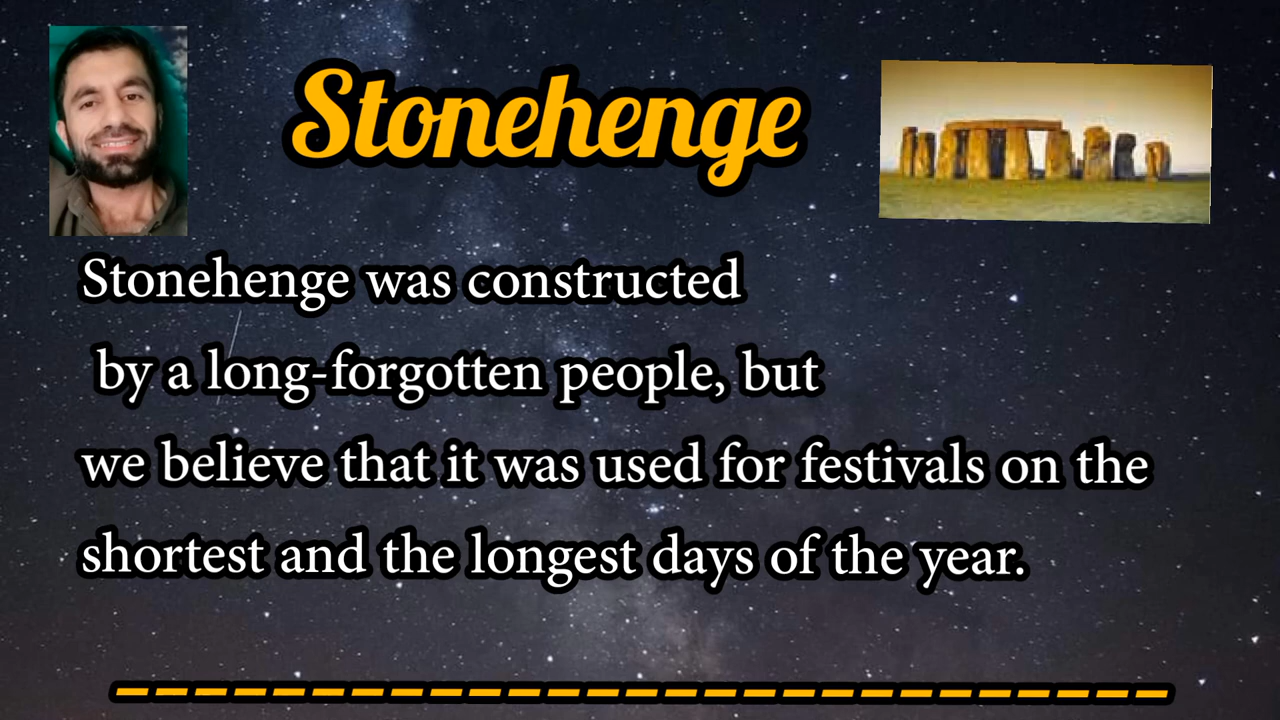 Stonehenge
Stonehenge was constructed
by a long-forgotten people, but
we believe that it was used for festivals on the
shortest and the longest days of the year.